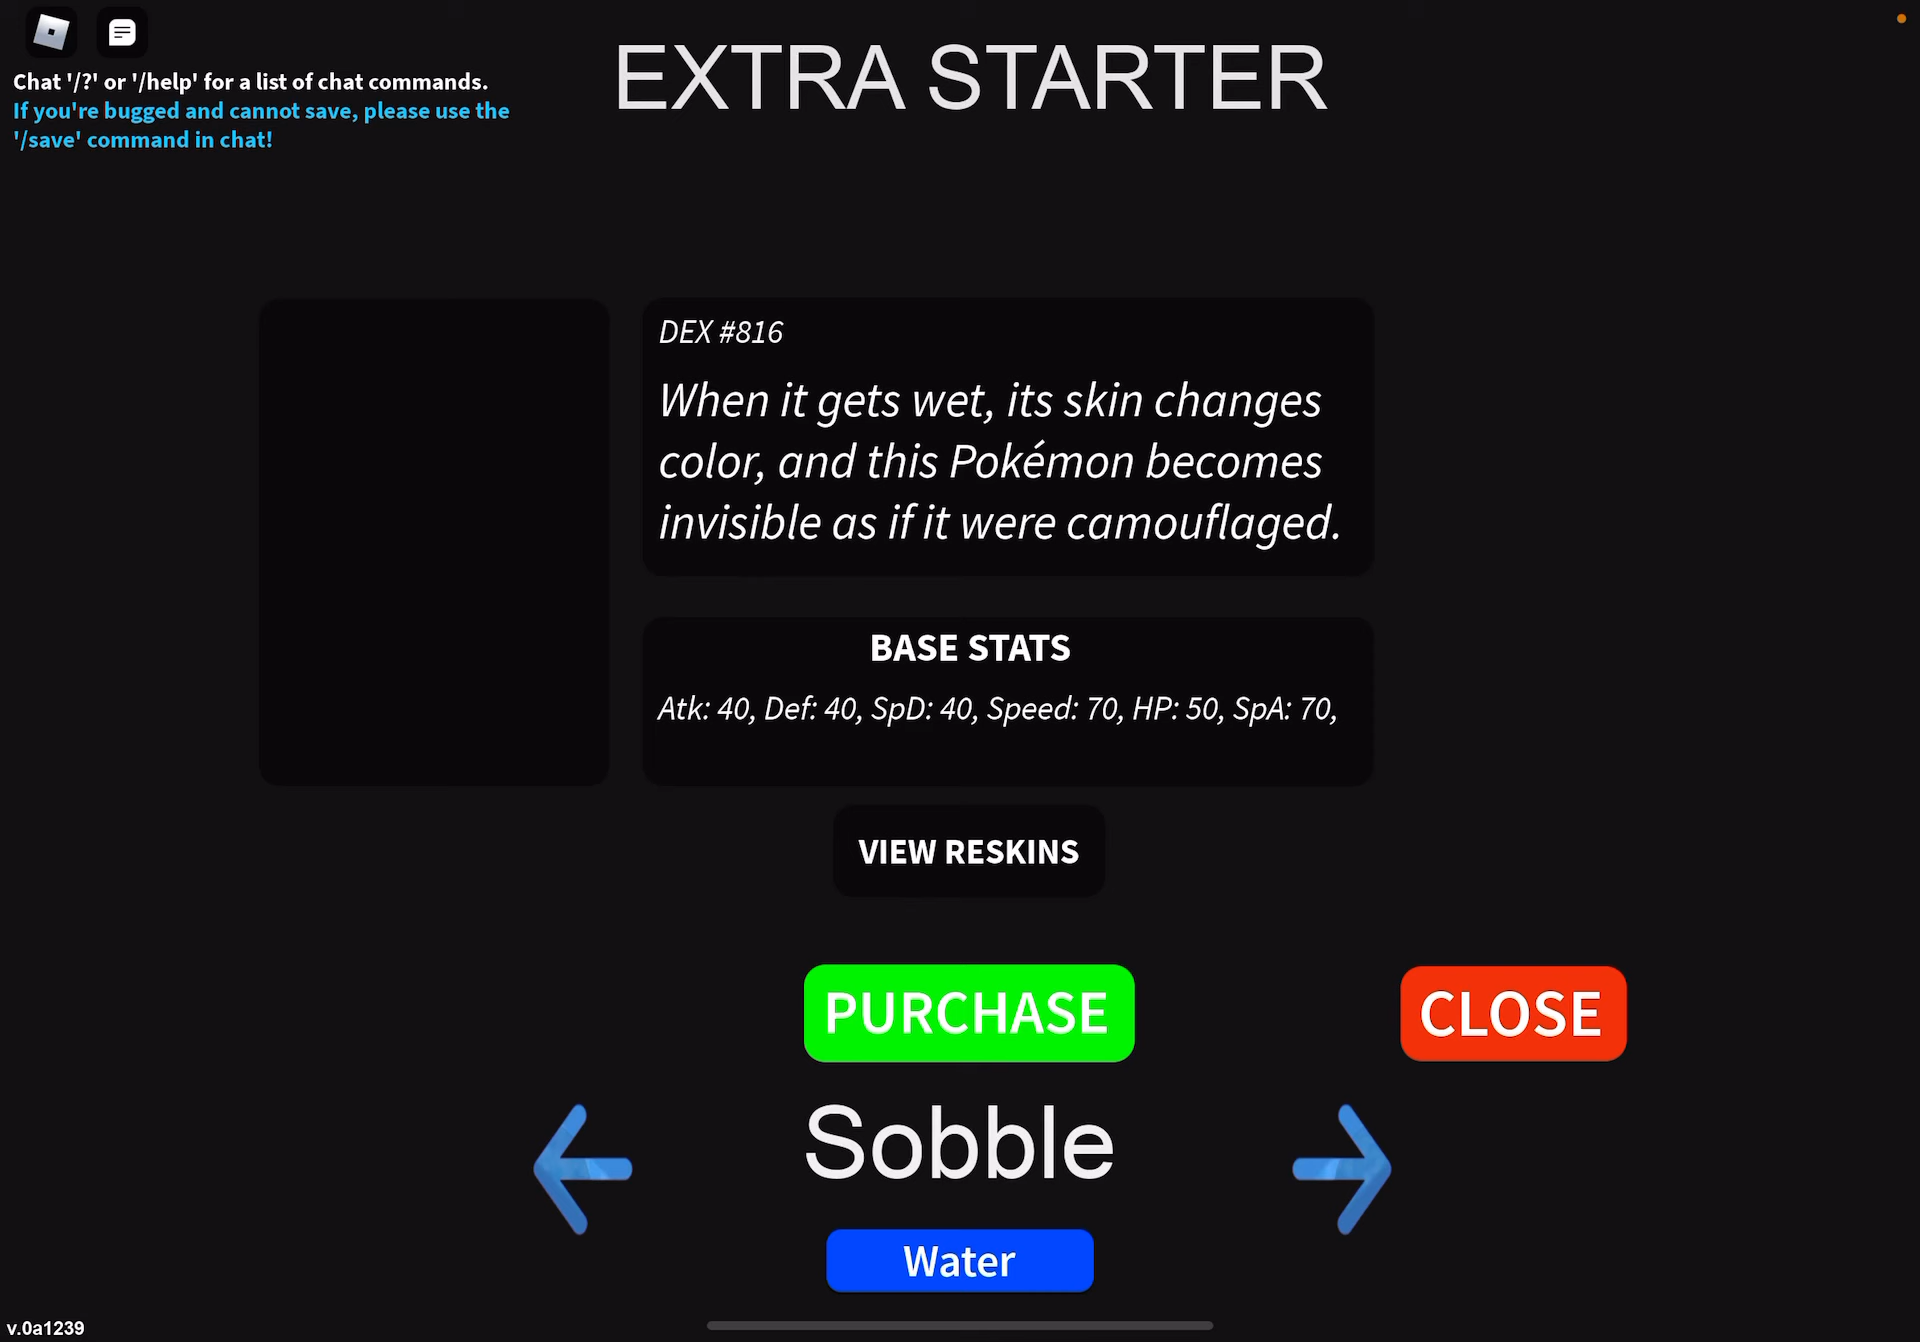 Chat '/?' or '/help' for a list of chat commands.
If you're bugged and cannot save, please use the
'/save' command in chat!
EXTRA STARTER
DEX #816
When it gets wet, its skin changes
color, and this Pokémon becomes
invisible as if it were camouflaged.
BASE STATS
Atk: 40, Def: 40, SpD: 40, Speed: 70, HP: 50, SpA: 70,
VIEW RESKINS
PURCHASE
CLOSE
Sobble
Water
v.0a1239